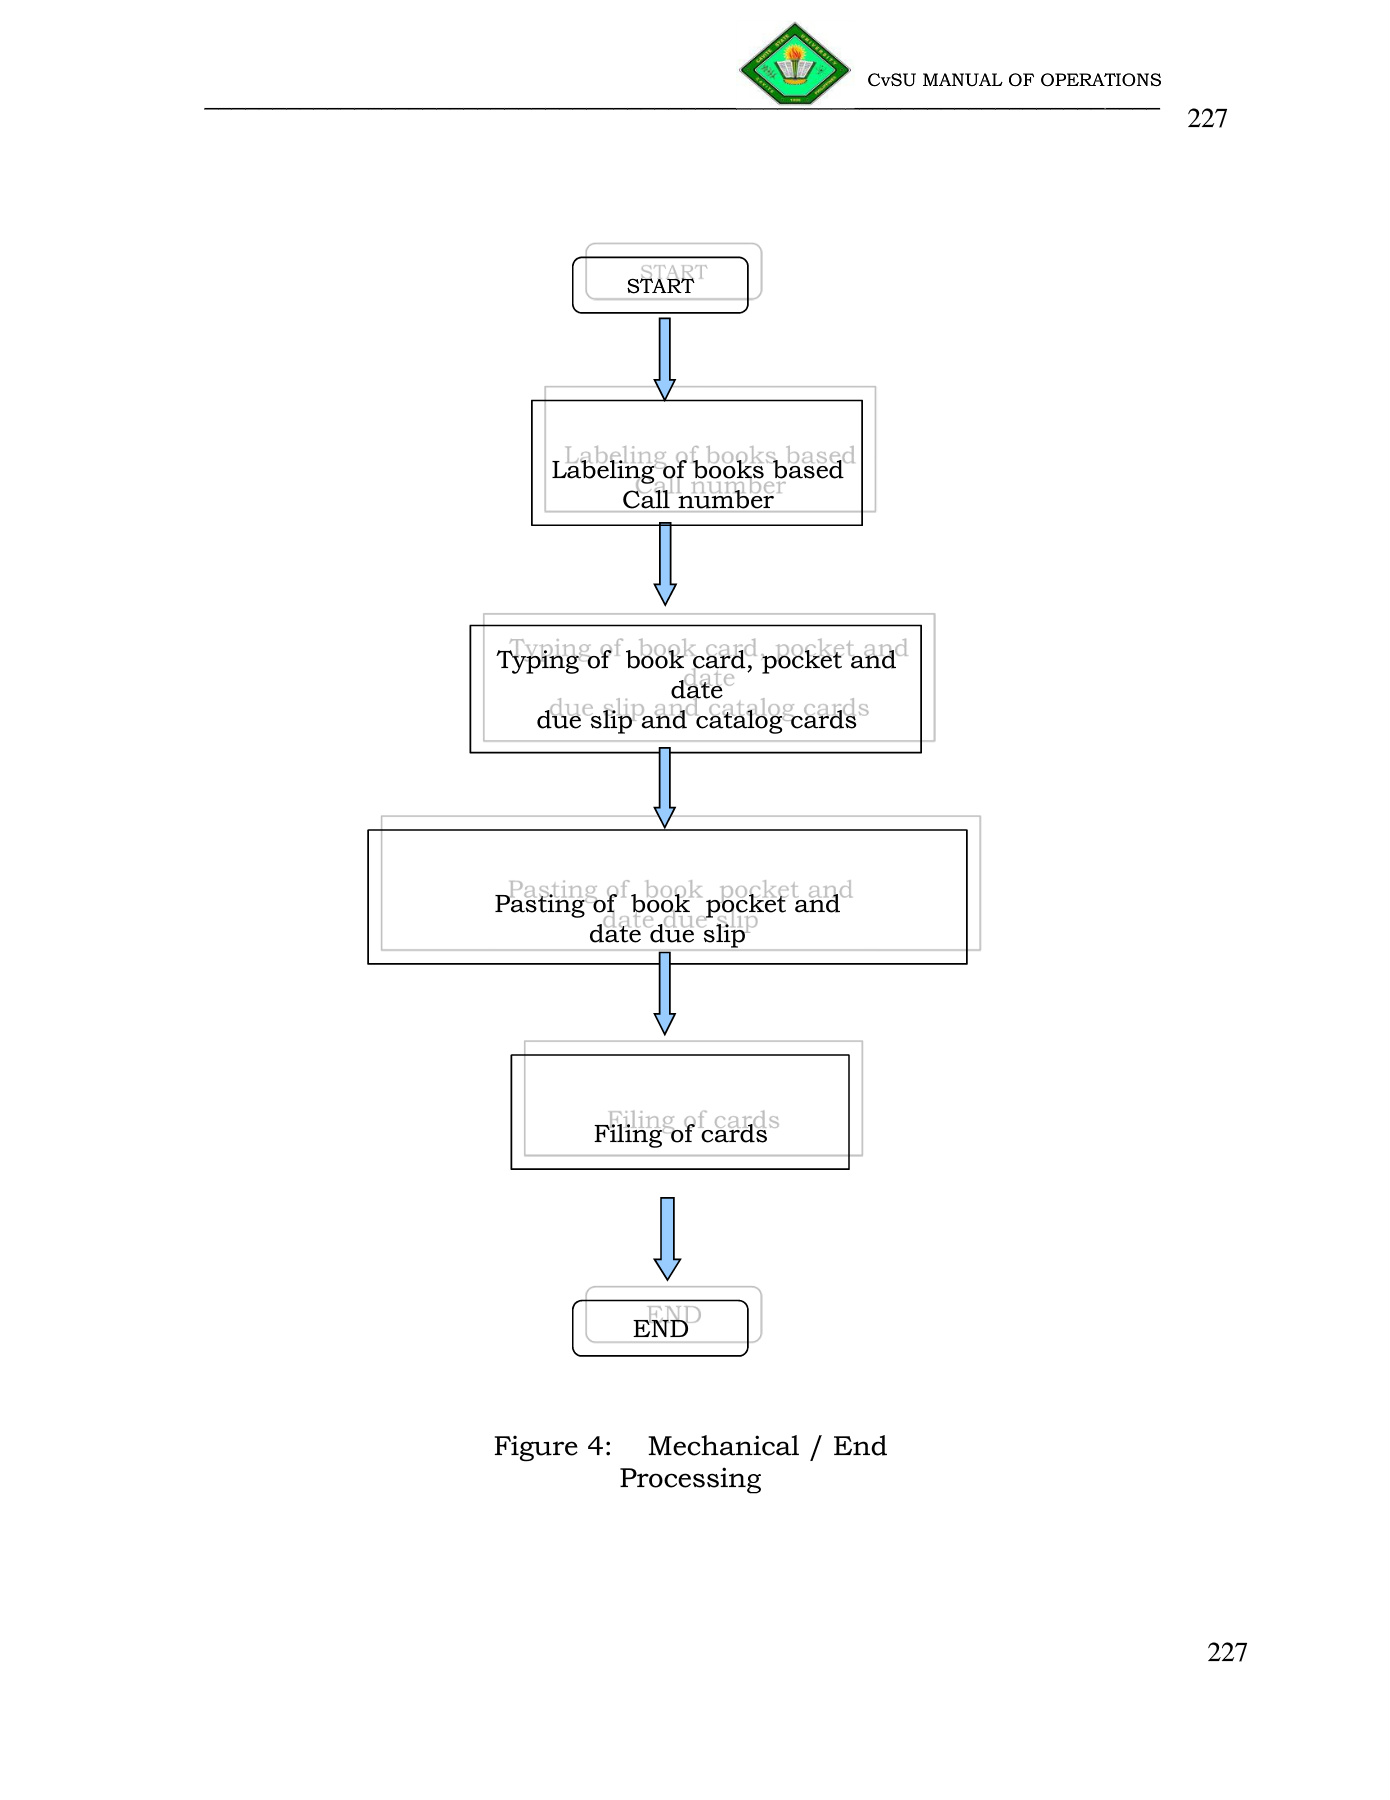 CvSU MANUAL OF OPERATIONS
227
START
Labeling of books based
Call number
Typing of  book card, pocket and
date
due slip and catalog cards
Pasting of  book  pocket and
date due slip
Filing of cards
END
Figure 4:    Mechanical / End
Processing
227